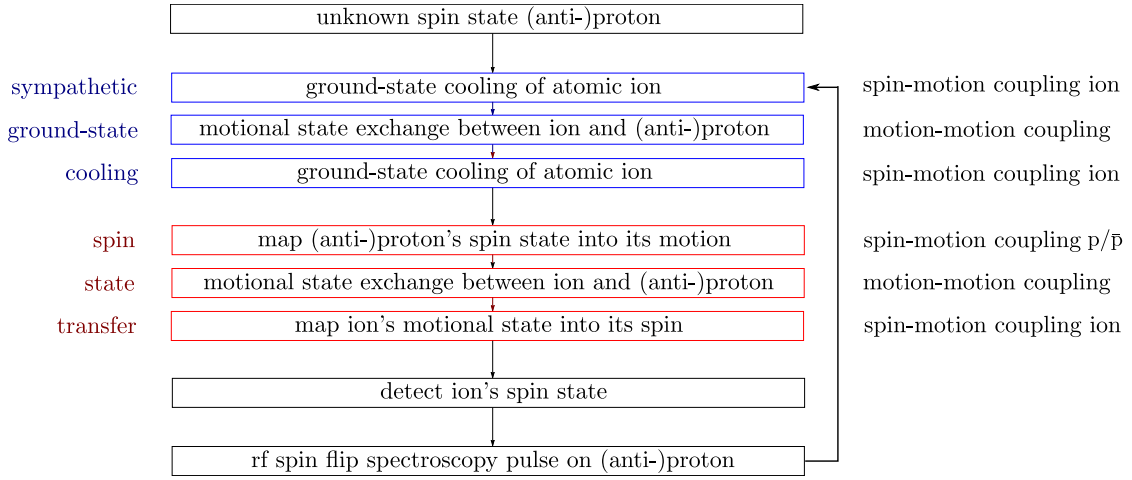 unknown spin state (anti-)proton
sympathetic ground-state cooling of atomic ion spin-motion coupling ion
ground-state motional state exchange between ion and (anti-)proton motion-motion coupling
cooling ground-state cooling of atomic ion spin-motion coupling ion
spin map (anti-)proton's spin state into its motion spin-motion coupling p/p̄
state motional state exchange between ion and (anti-)proton motion-motion coupling
transfer map ion's motional state into its spin spin-motion coupling ion
detect ion's spin state
rf spin flip spectroscopy pulse on (anti-)proton